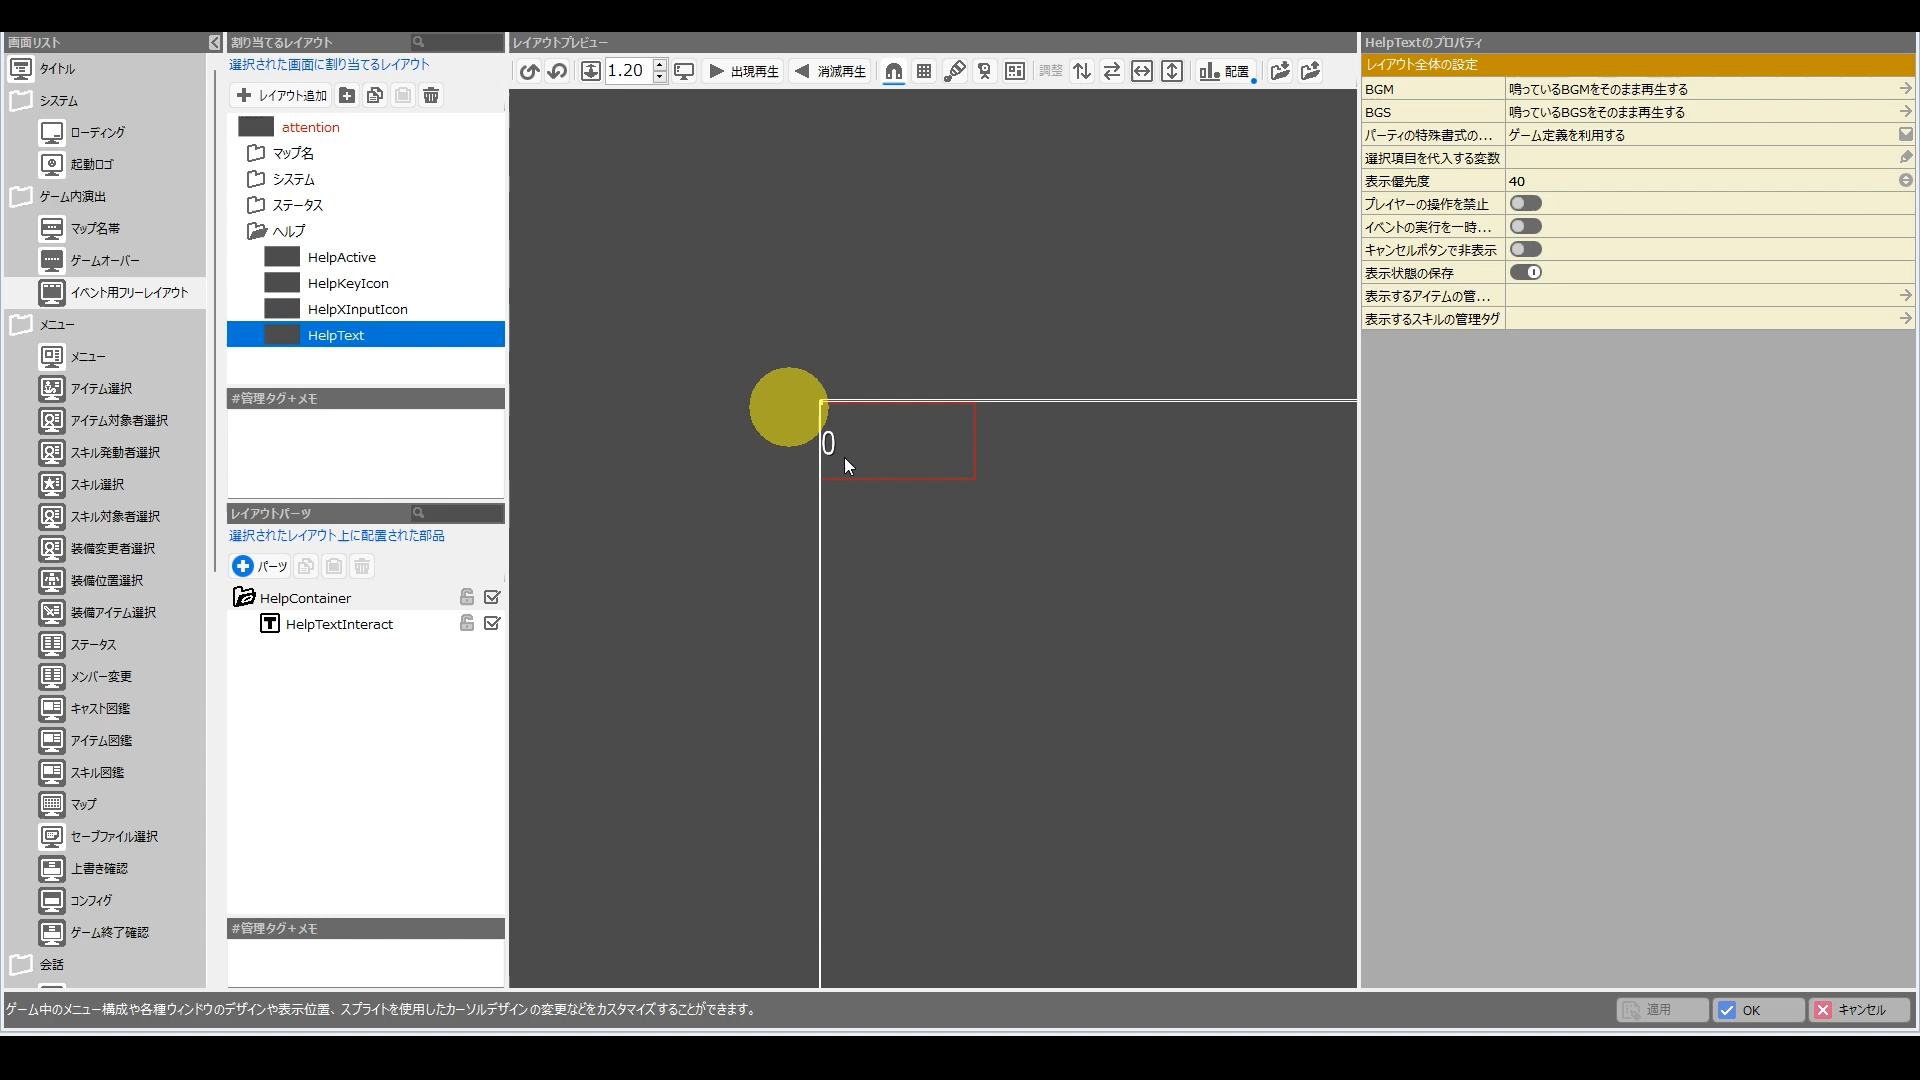 画面リスト
タイトル
システム
ローディング
起動ロゴ
ゲーム内演出
マップ名帯
ゲームオーバー
イベント用フリーレイアウト
メニュー
メニュー
アイテム選択
アイテム対象者選択
スキル発動者選択
スキル選択
スキル対象者選択
装備変更者選択
装備位置選択
装備アイテム選択
ステータス
メンバー変更
キャスト図鑑
アイテム図鑑
スキル図鑑
マップ
セーブファイル選択
上書き確認
コンフィグ
ゲーム終了確認
会話
割り当てるレイアウト
選択された画面に割り当てるレイアウト
レイアウト追加
attention
マップ名
システム
ステータス
ヘルプ
HelpActive
HelpKeyIcon
HelpXInputIcon
HelpText
#管理タグ+メモ
レイアウトパーツ
選択されたレイアウト上に配置された部品
パーツ
HelpContainer
HelpTextInteract
#管理タグ+メモ
レイアウトプレビュー
1.20 出現再生 消滅再生 調整 配置
0
HelpTextのプロパティ
レイアウト全体の設定
BGM 鳴っているBGMをそのまま再生する
BGS 鳴っているBGSをそのまま再生する
パーティの特殊書式の... ゲーム定義を利用する
選択項目を代入する変数
表示優先度 40
プレイヤーの操作を禁止
イベントの実行を一時...
キャンセルボタンで非表示
表示状態の保存
表示するアイテムの管...
表示するスキルの管理タグ
ゲーム中のメニュー構成や各種ウィンドウのデザインや表示位置、スプライトを使用したカーソルデザインの変更などをカスタマイズすることができます。
適用 OK キャンセル